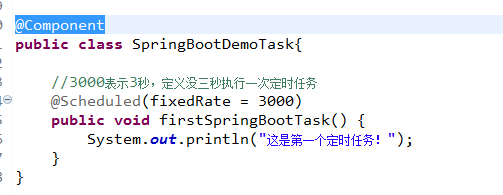 @Component
public class SpringBootDemoTask{
//3000表示3秒，定义没三秒执行一次定时任务
@Scheduled(fixedRate = 3000)
public void firstSpringBootTask() {
System.out.println("这是第一个定时任务！");
}
}